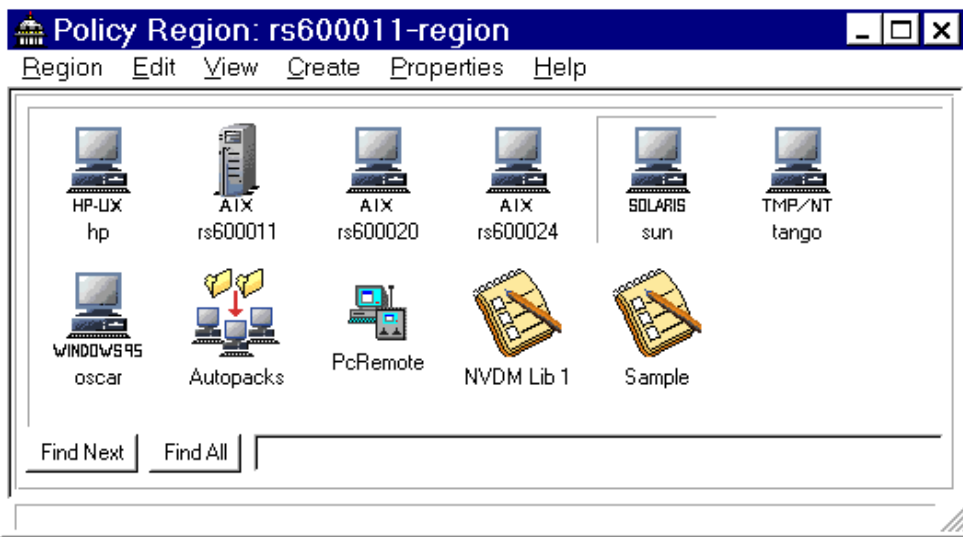 Policy Region: rs600011-region
Region Edit View Create Properties Help
HP-UX AIX AIX AIX SOLARIS TMP/NT
hp rs600011 rs600020 rs600024 sun tango
WINDOWS95
oscar Autopacks PcRemote NVDM Lib 1 Sample
Find Next Find All